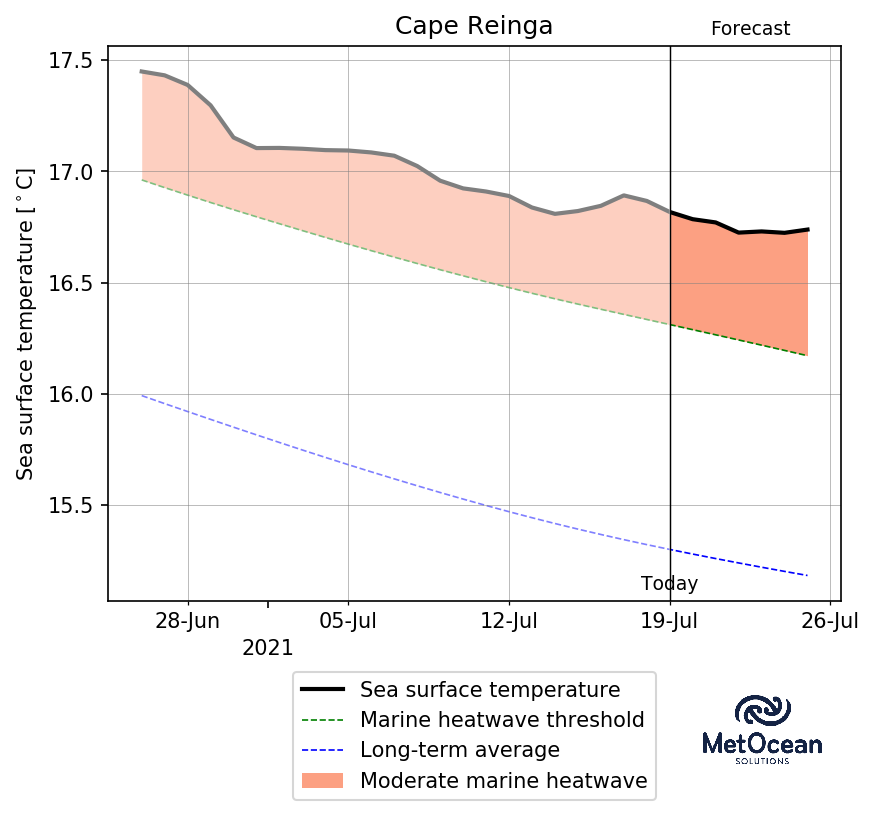 Cape Reinga
Forecast
Sea surface temperature [°C]
17.5
17.0
16.5
16.0
15.5
Today
28-Jun
05-Jul
12-Jul
19-Jul
26-Jul
2021
Sea surface temperature
Marine heatwave threshold
Long-term average
Moderate marine heatwave
MetOcean
SOLUTIONS